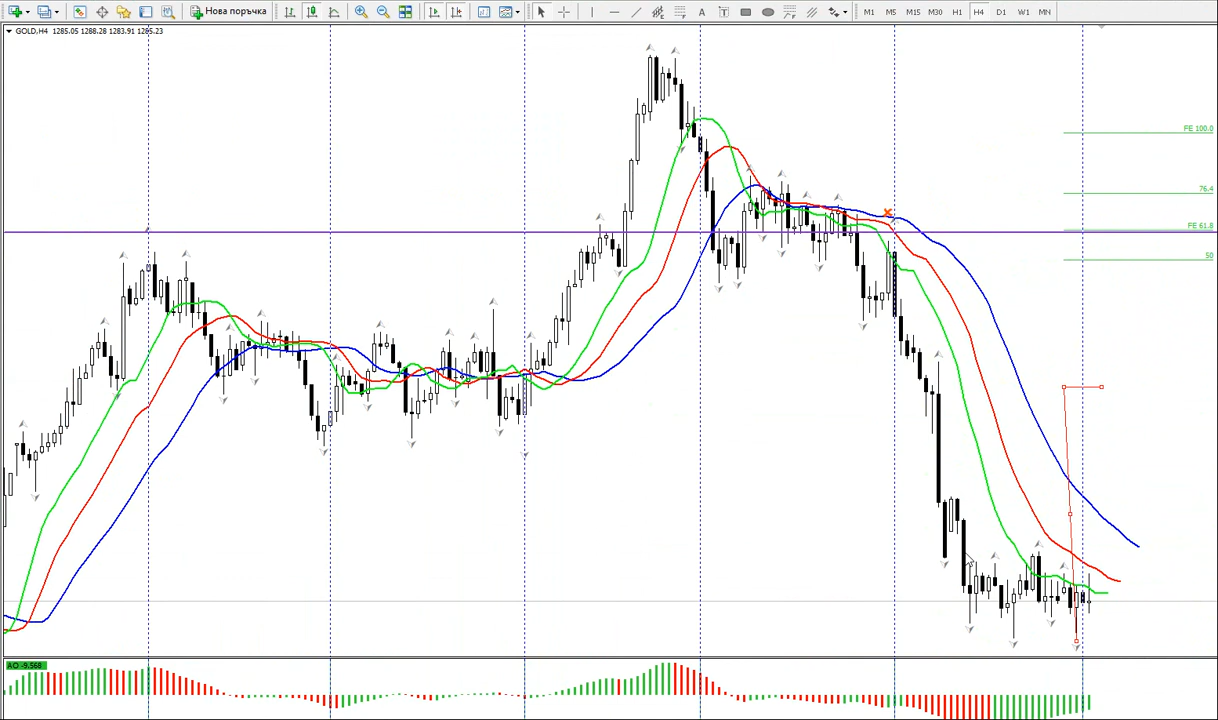 Нова поръчка
M1 M5 M15 M30 H1 H4 D1 W1 MN
GOLD,H4 1285.05 1288.28 1283.91 1285.23
FE 100.0
76.4
FE 61.8
50
AO -9.568